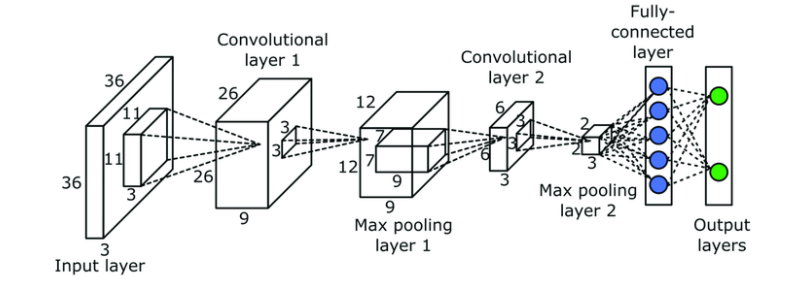 Fully-
connected
layer
Convolutional
layer 1
Convolutional
layer 2
36
36
3
11
11
3
Input layer
26
26
9
3
3
12
12
9
7
7
9
Max pooling
layer 1
6
6
3
3
3
2
2
3
Max pooling
layer 2
Output
layers